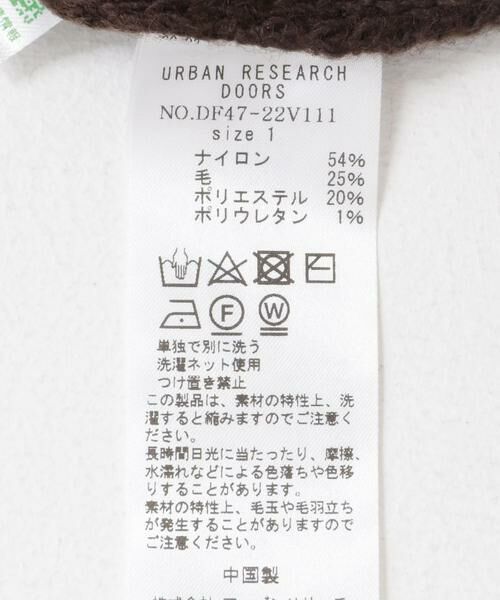 URBAN RESEARCH
DOORS
NO.DF47-22V111
size 1
ナイロン 54%
毛 25%
ポリエステル 20%
ポリウレタン 1%
F W
単独で別に洗う
洗濯ネット使用
つけ置き禁止
この製品は、素材の特性上、洗
濯すると縮みますのでご注意く
ださい。
長時間日光に当たったり、摩擦、
水濡れなどによる色落ちや色移
りすることがあります。
素材の特性上、毛玉や毛羽立ち
が発生することがありますので
ご注意ください。
中国製